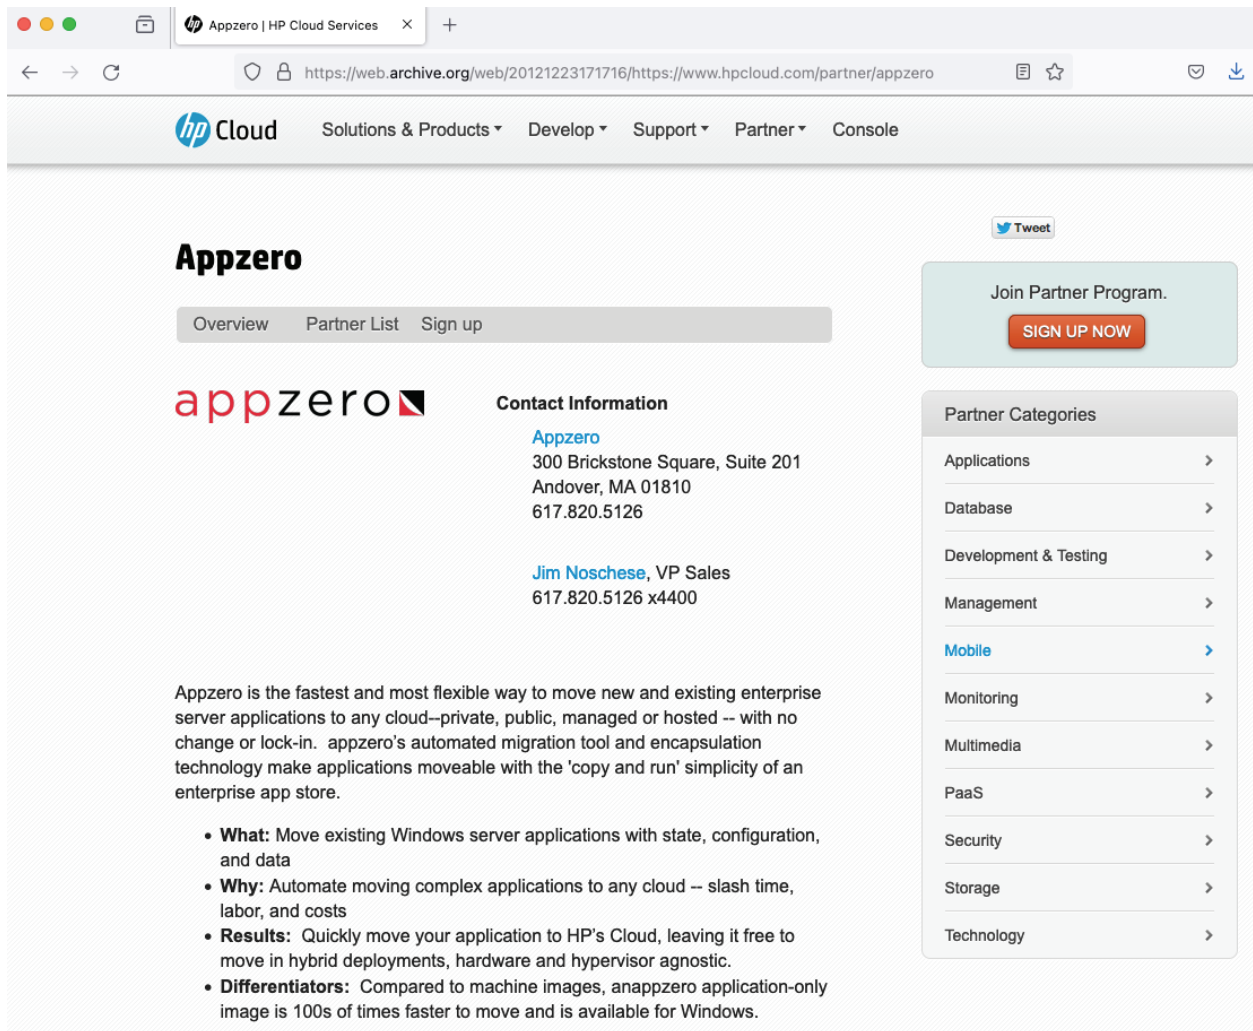 Appzero | HP Cloud Services
https://web.archive.org/web/20121223171716/https://www.hpcloud.com/partner/appzero
hp Cloud Solutions & Products Develop Support Partner Console
Tweet
Appzero
Join Partner Program.
SIGN UP NOW
Overview Partner List Sign up
appzero
Contact Information
Appzero
300 Brickstone Square, Suite 201
Andover, MA 01810
617.820.5126
Jim Noschese, VP Sales
617.820.5126 x4400
Partner Categories
Applications
Database
Development & Testing
Management
Mobile
Monitoring
Multimedia
PaaS
Security
Storage
Technology
Appzero is the fastest and most flexible way to move new and existing enterprise
server applications to any cloud--private, public, managed or hosted -- with no
change or lock-in.  appzero's automated migration tool and encapsulation
technology make applications moveable with the 'copy and run' simplicity of an
enterprise app store.
• What: Move existing Windows server applications with state, configuration,
and data
• Why: Automate moving complex applications to any cloud -- slash time,
labor, and costs
• Results:  Quickly move your application to HP's Cloud, leaving it free to
move in hybrid deployments, hardware and hypervisor agnostic.
• Differentiators:  Compared to machine images, anappzero application-only
image is 100s of times faster to move and is available for Windows.